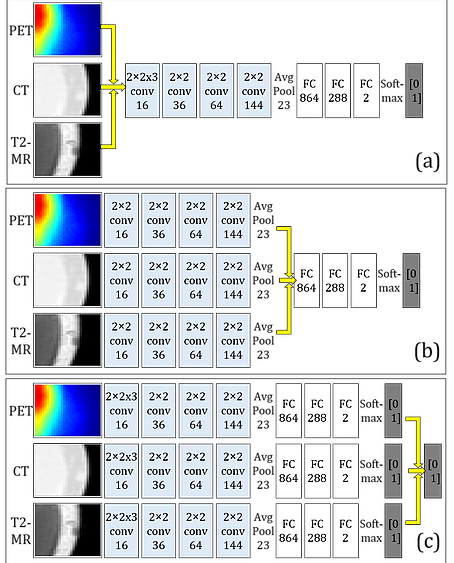 PET
CT
T2-
MR
2×2x3
conv
16
2×2
conv
36
2×2
conv
64
2×2
conv
144
Avg
Pool
23
FC
864
FC
288
FC
2
Soft-
max
[0
1]
(a)
PET
2×2
conv
16
2×2
conv
36
2×2
conv
64
2×2
conv
144
Avg
Pool
23
CT
2×2
conv
16
2×2
conv
36
2×2
conv
64
2×2
conv
144
Avg
Pool
23
T2-
MR
2×2
conv
16
2×2
conv
36
2×2
conv
64
2×2
conv
144
Avg
Pool
23
FC
864
FC
288
FC
2
Soft-
max
[0
1]
(b)
PET
2×2x3
conv
16
2×2
conv
36
2×2
conv
64
2×2
conv
144
Avg
Pool
23
FC
864
FC
288
FC
2
Soft-
max
[0
1]
CT
2×2x3
conv
16
2×2
conv
36
2×2
conv
64
2×2
conv
144
Avg
Pool
23
FC
864
FC
288
FC
2
Soft-
max
[0
1]
[0
1]
T2-
MR
2×2x3
conv
16
2×2
conv
36
2×2
conv
64
2×2
conv
144
Avg
Pool
23
FC
864
FC
288
FC
2
Soft-
max
[0
1]
(c)